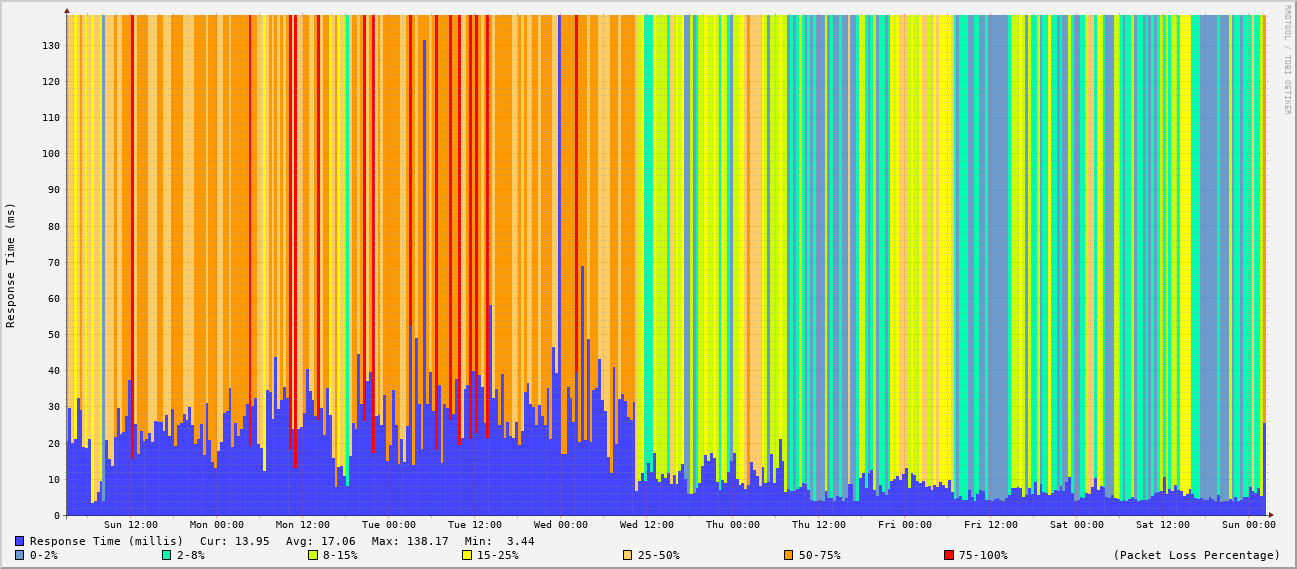 RRDTOOL / TOBI OETIKER
Response Time (ms)
130
120
110
100
90
80
70
60
50
40
30
20
10
0
Sun 12:00 Mon 00:00 Mon 12:00 Tue 00:00 Tue 12:00 Wed 00:00 Wed 12:00 Thu 00:00 Thu 12:00 Fri 00:00 Fri 12:00 Sat 00:00 Sat 12:00 Sun 00:00
Response Time (millis) Cur: 13.95 Avg: 17.06 Max: 138.17 Min: 3.44
0-2% 2-8% 8-15% 15-25% 25-50% 50-75% 75-100% (Packet Loss Percentage)